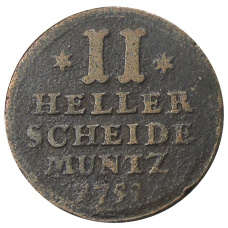 * II *
HELLER
SCHEIDE
MUNTZ